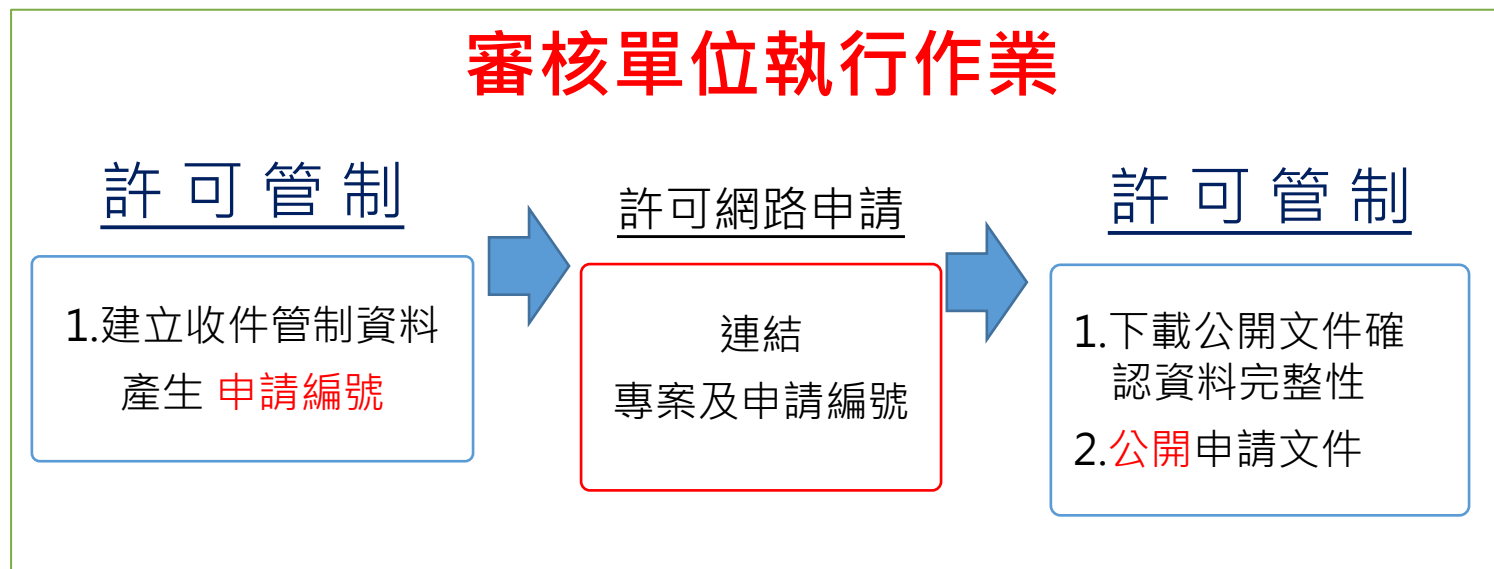 審核單位執行作業
許可管制
1.建立收件管制資料
產生 申請編號
許可網路申請
連結
專案及申請編號
許可管制
1.下載公開文件確
認資料完整性
2.公開申請文件